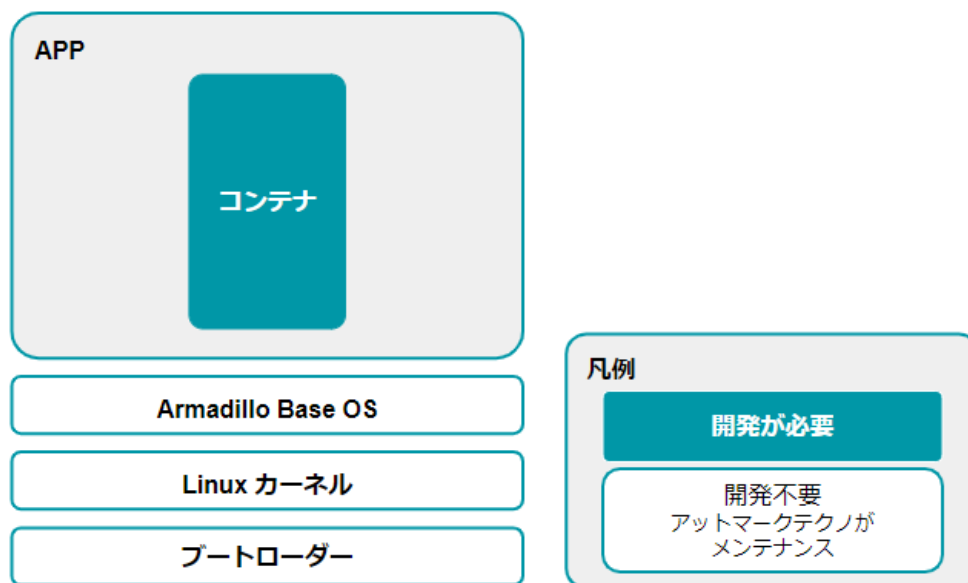 APP
コンテナ
Armadillo Base OS
Linux カーネル
ブートローダー
凡例
開発が必要
開発不要
アットマークテクノが
メンテナンス